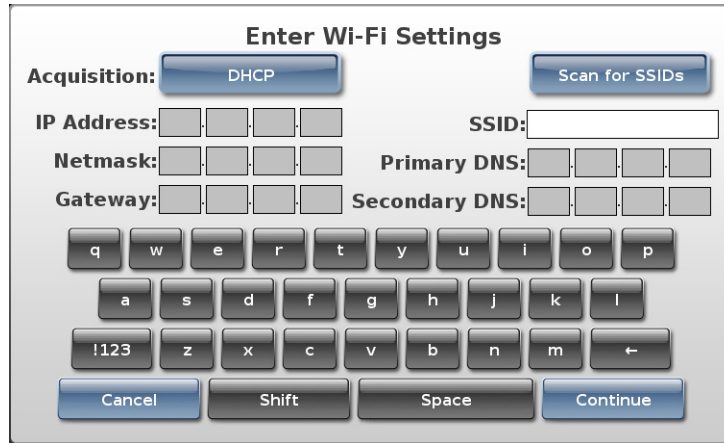 Enter Wi-Fi Settings
Acquisition: DHCP Scan for SSIDs
IP Address: . . . SSID:
Netmask: . . . Primary DNS: . . .
Gateway: . . . Secondary DNS: . . .
q w e r t y u i o p
a s d f g h j k l
!123 z x c v b n m ←
Cancel Shift Space Continue